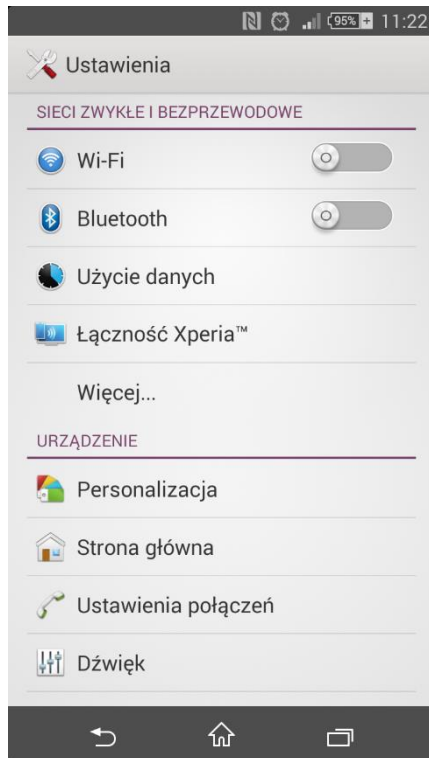 95% 11:22
Ustawienia
SIECI ZWYKŁE I BEZPRZEWODOWE
Wi-Fi
Bluetooth
Użycie danych
Łączność Xperia™
Więcej...
URZĄDZENIE
Personalizacja
Strona główna
Ustawienia połączeń
Dźwięk